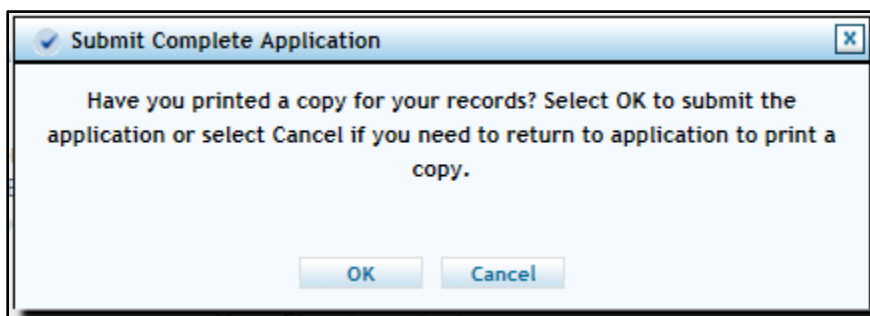 Submit Complete Application
Have you printed a copy for your records? Select OK to submit the
application or select Cancel if you need to return to application to print a
copy.
OK Cancel